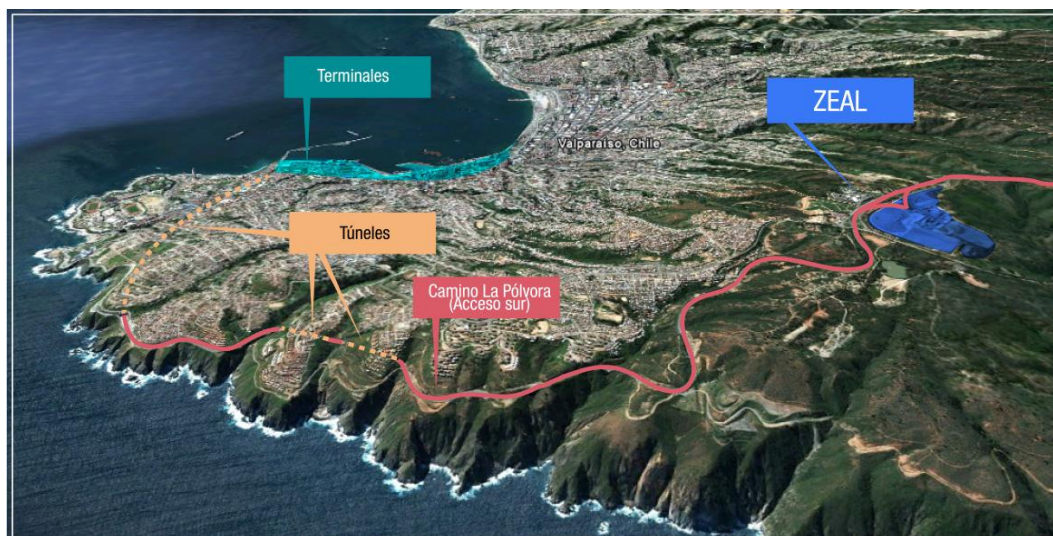 Terminales
ZEAL
Valparaíso, Chile
Túneles
Camino La Pólvora
(Acceso sur)